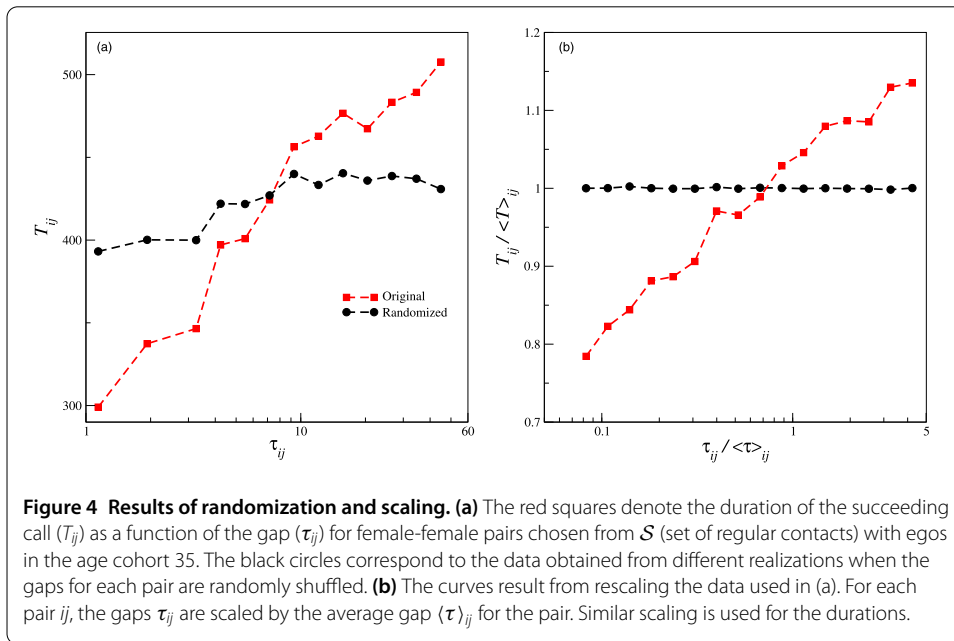 (a)
500
400
300
T_ij
Original
Randomized
1
10
60
τ_ij
(b)
1.2
1.1
1
0.9
0.8
0.7
T_ij / <T>_ij
0.1
1
5
τ_ij / <τ>_ij
Figure 4 Results of randomization and scaling. (a) The red squares denote the duration of the succeeding
call (T_ij) as a function of the gap (τ_ij) for female-female pairs chosen from 𝒮 (set of regular contacts) with egos
in the age cohort 35. The black circles correspond to the data obtained from different realizations when the
gaps for each pair are randomly shuffled. (b) The curves result from rescaling the data used in (a). For each
pair ij, the gaps τ_ij are scaled by the average gap ⟨τ⟩_ij for the pair. Similar scaling is used for the durations.